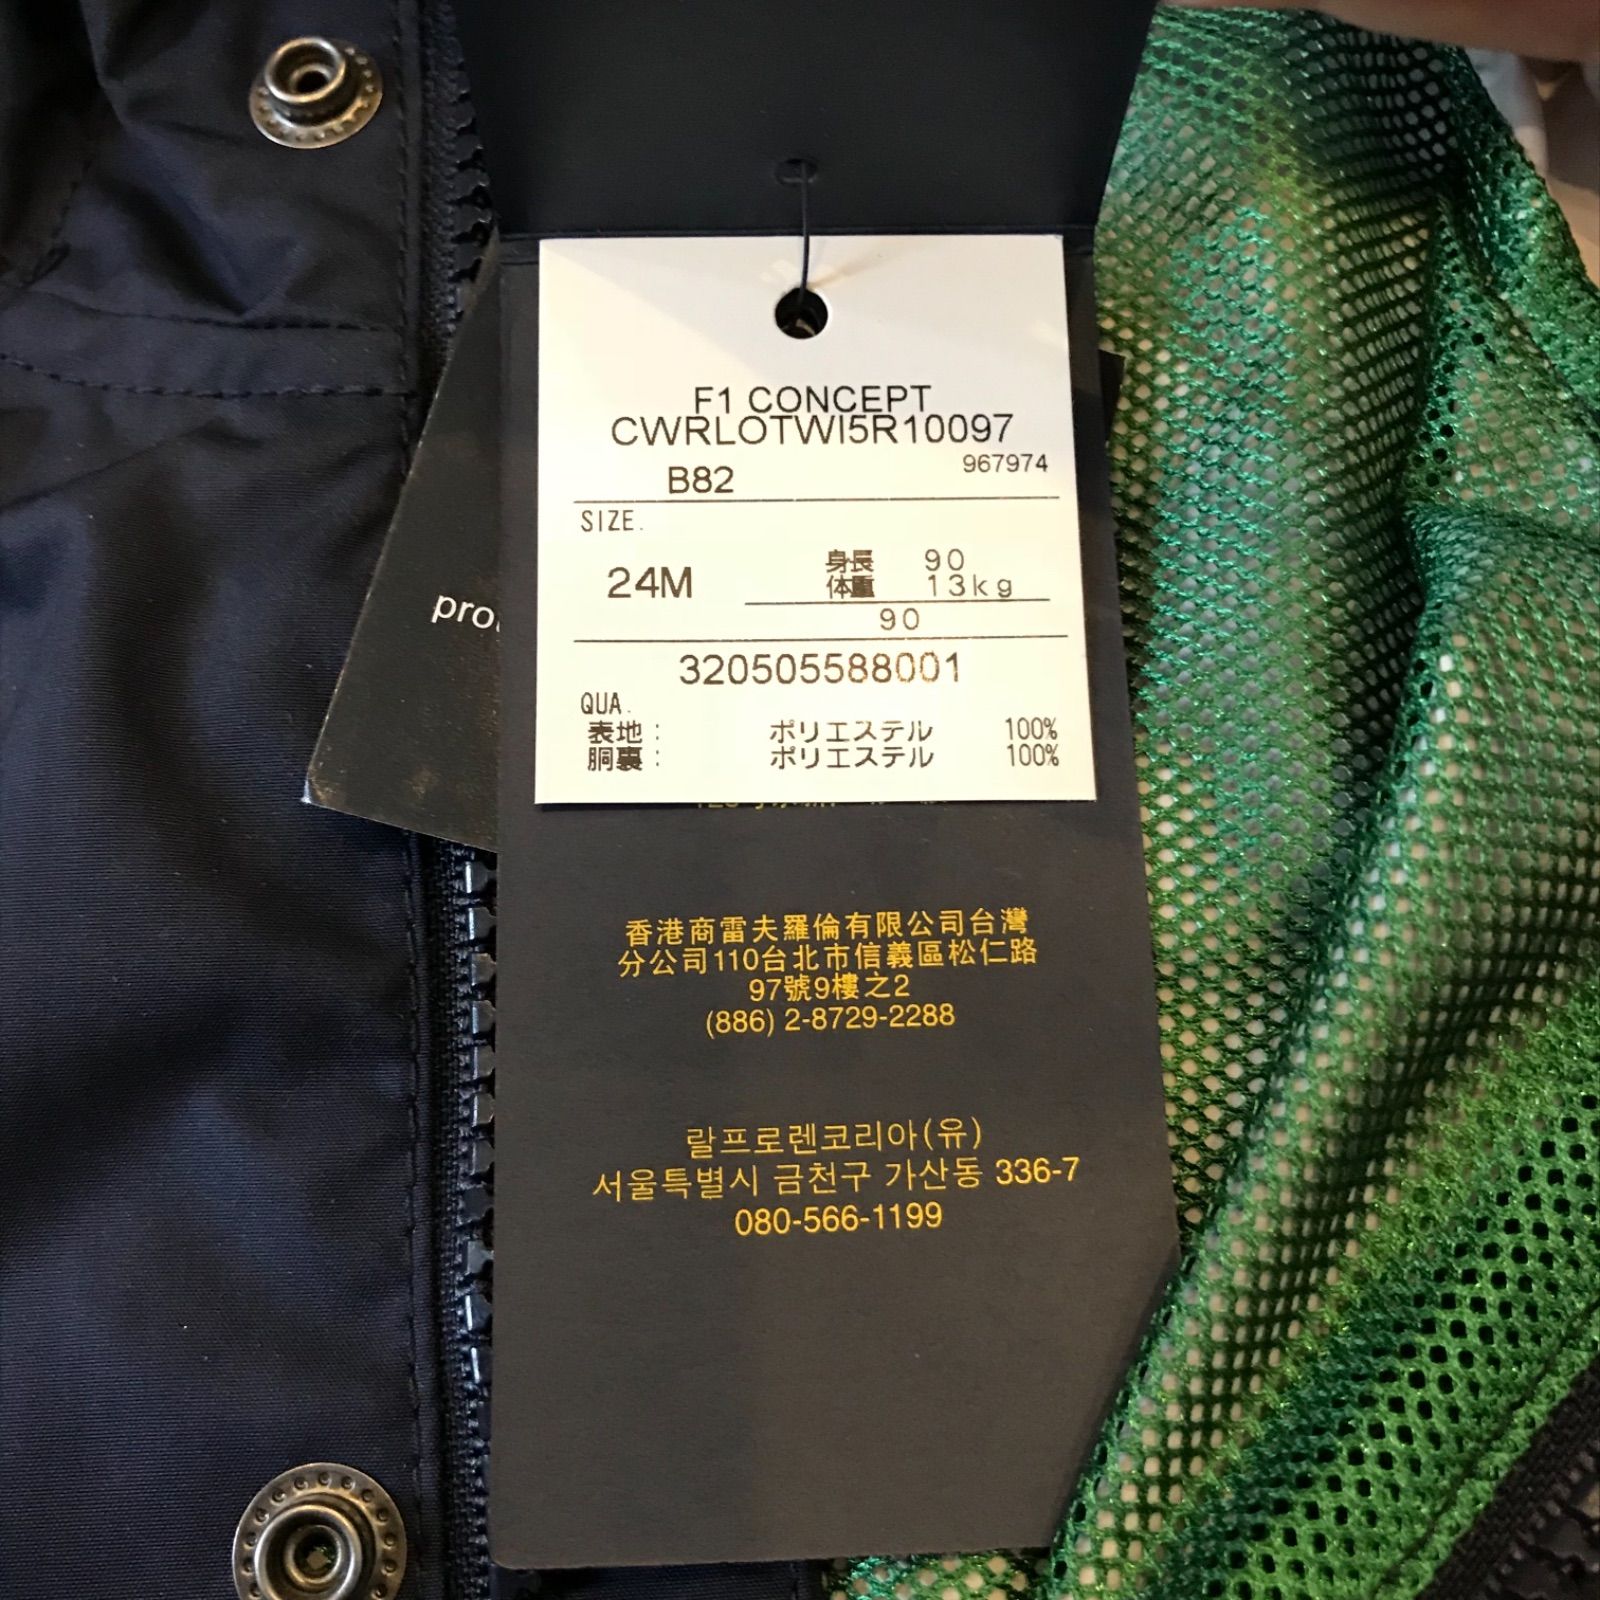 F1 CONCEPT
CWRLOTWI5R10097
967974
B82
SIZE.
24M
身長 90
体重 13kg
90
320505588001
QUA.
表地: ポリエステル 100%
胴裏: ポリエステル 100%
香港商雷夫羅倫有限公司台灣
分公司110台北市信義區松仁路
97號9樓之2
(886) 2-8729-2288
랄프로렌코리아(유)
서울특별시 금천구 가산동 336-7
080-566-1199